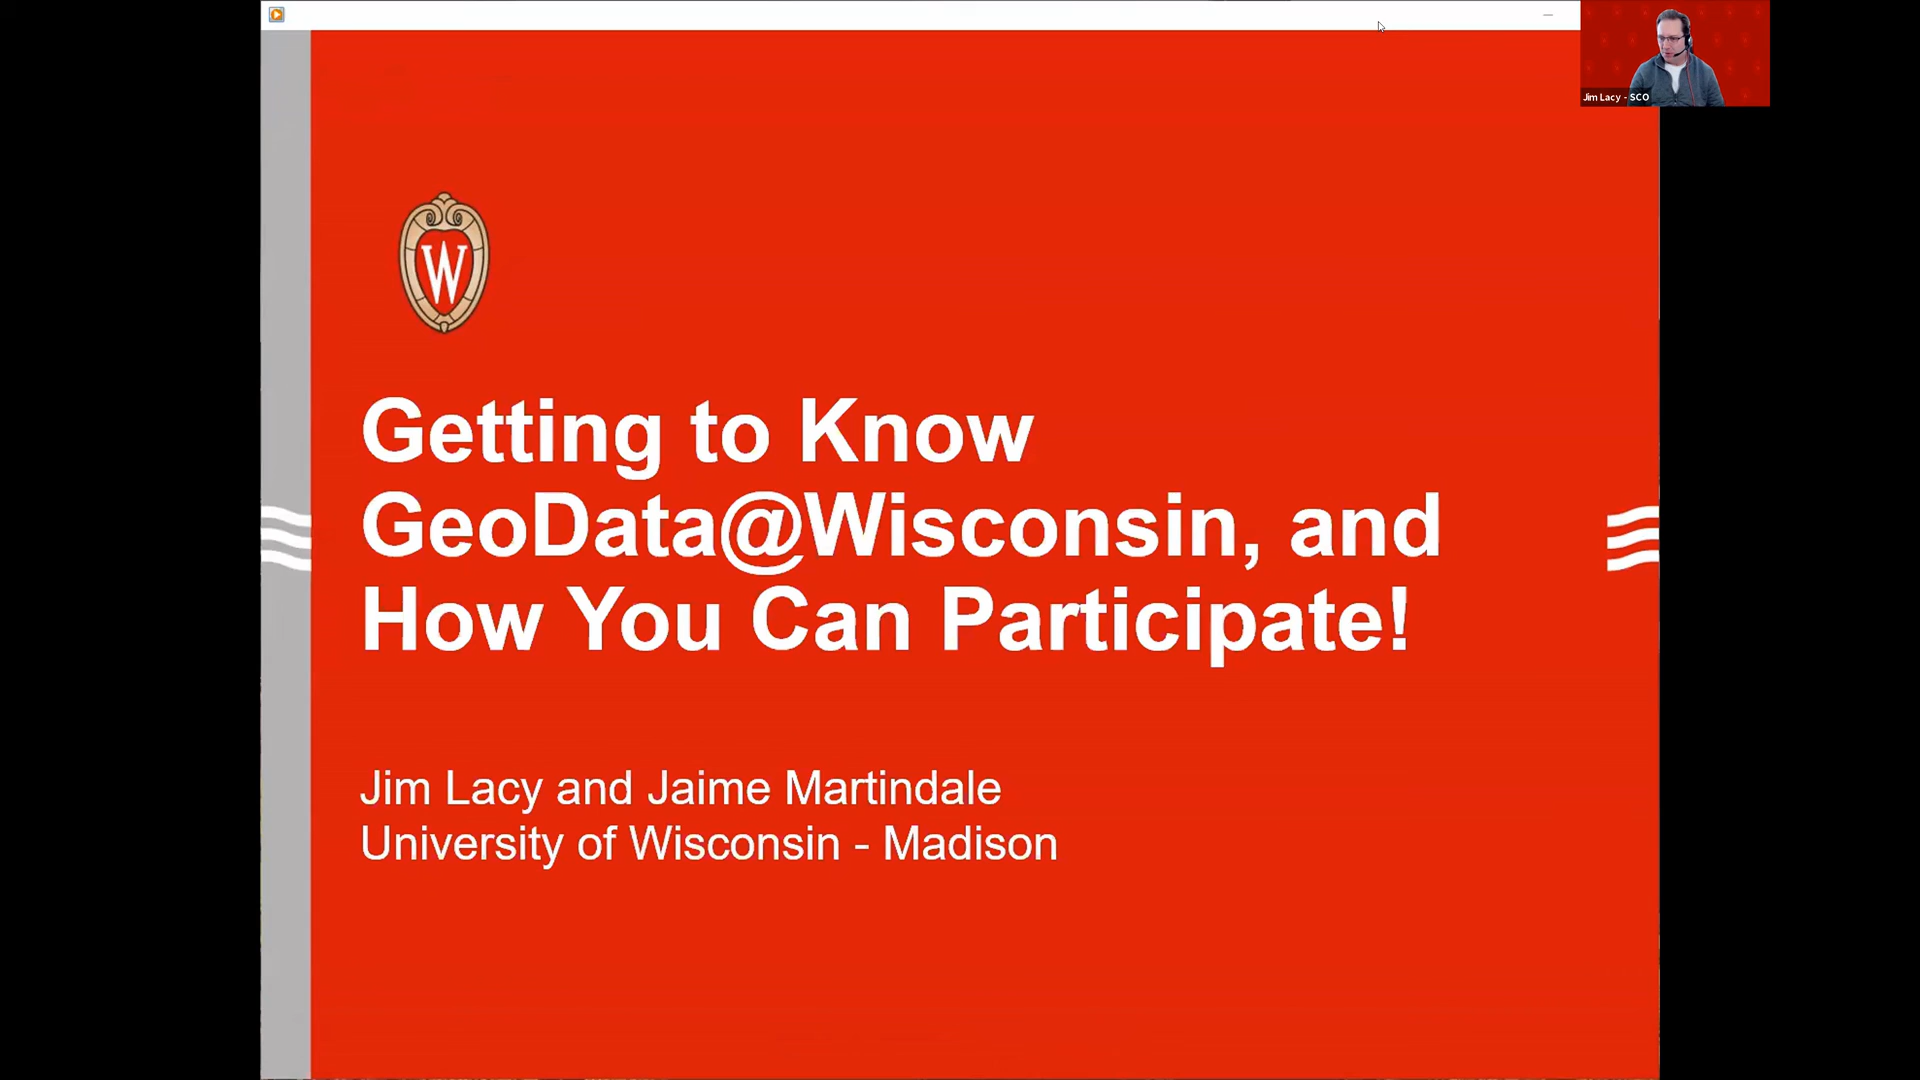 Jim Lacy - SCO
W
Getting to Know
GeoData@Wisconsin, and
How You Can Participate!
Jim Lacy and Jaime Martindale
University of Wisconsin - Madison